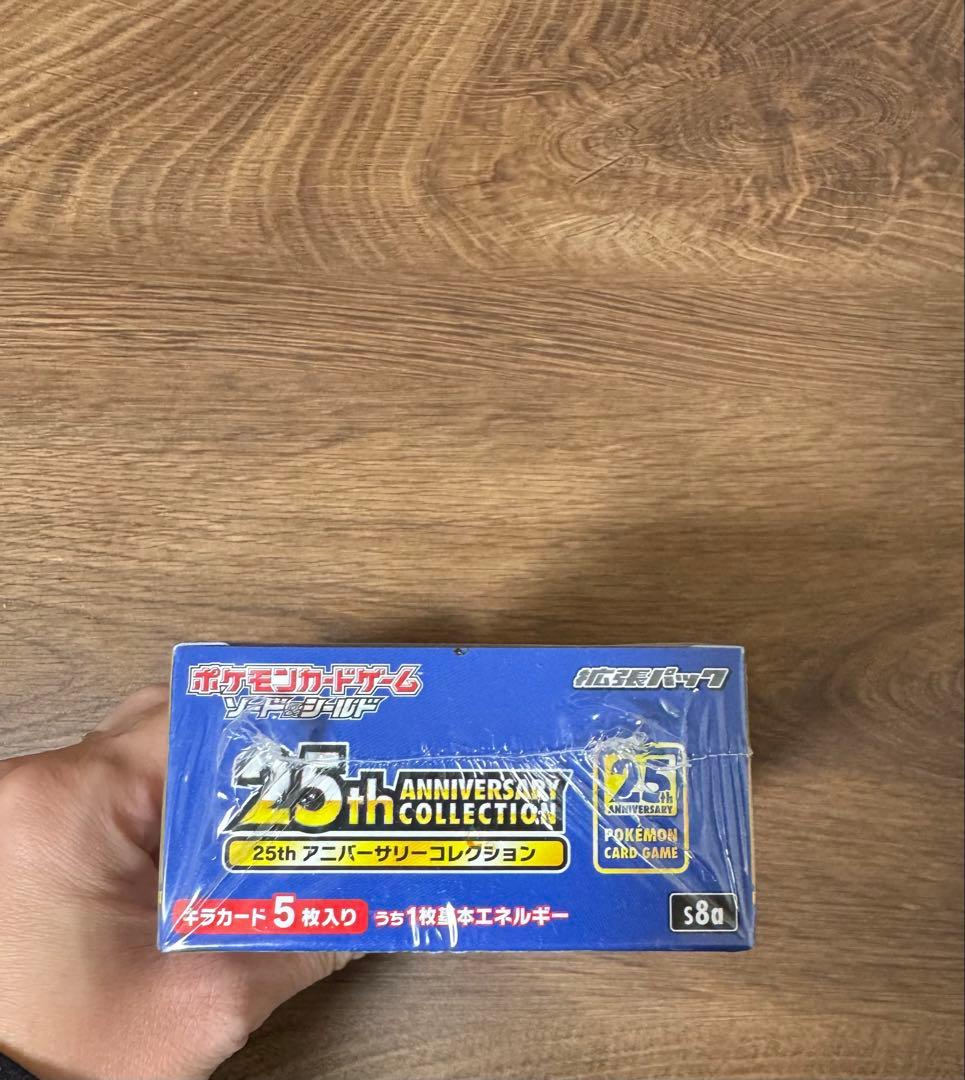 ポケモンカードゲーム
ソード&シールド
拡張パック
25th ANNIVERSARY COLLECTION
25th アニバーサリーコレクション
25th
ANNIVERSARY
POKÉMON
CARD GAME
キラカード5枚入り うち1枚基本エネルギー
s8a